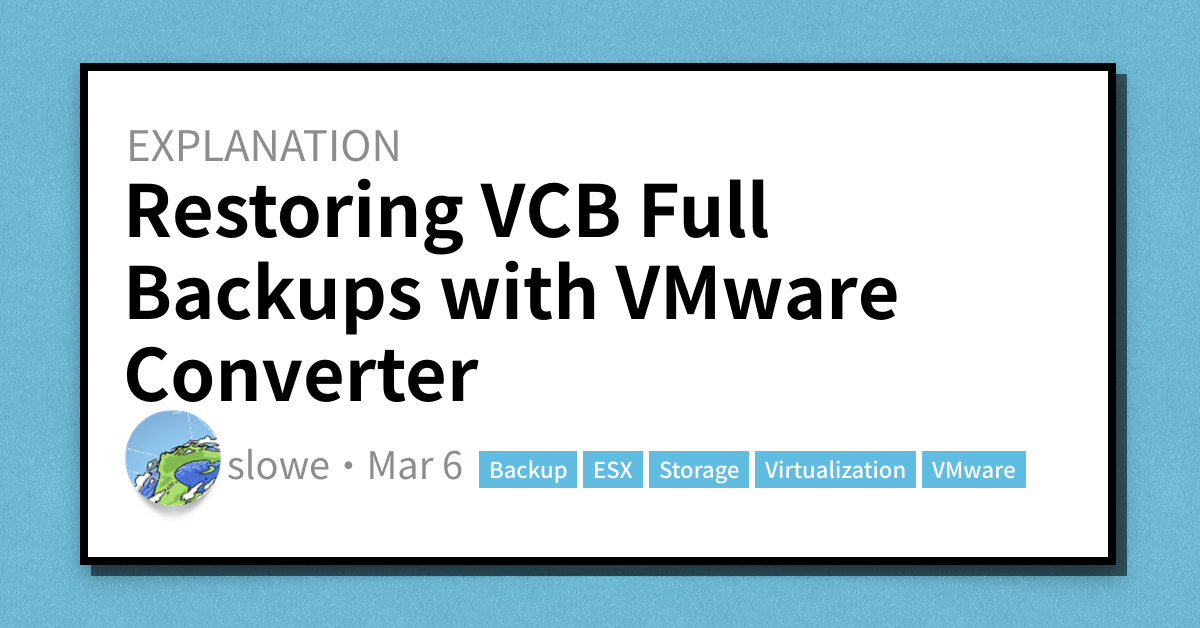 EXPLANATION
Restoring VCB Full
Backups with VMware
Converter
slowe • Mar 6 Backup ESX Storage Virtualization VMware